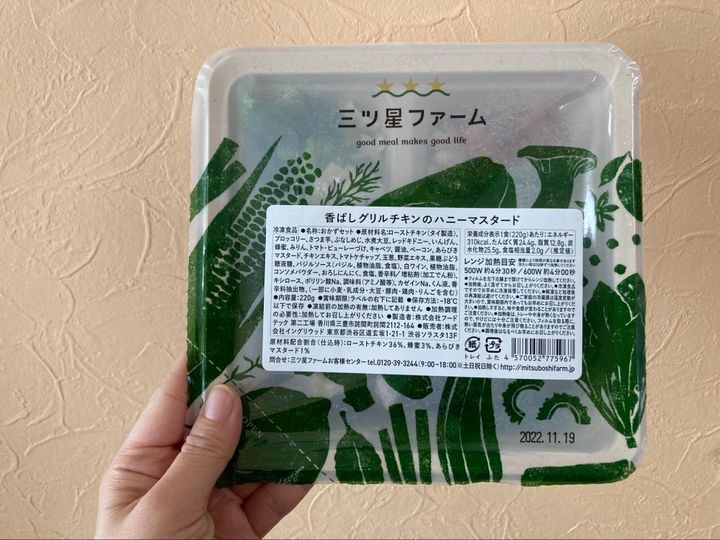 三ツ星ファーム
good meal makes good life
香ばしグリルチキンのハニーマスタード
冷凍食品 ●名称:おかずセット ●原材料名:ローストチキン(タイ製造)、
ブロッコリー、さつま芋、ぶなしめじ、水煮大豆、レッドキドニー、いんげん、
蜂蜜、みりん、トマト・ピューレーづけ、キャベツ、醤油、ベーコン、あらびき
マスタード、チキンエキス、トマトケチャップ、玉葱、野菜エキス、果糖ぶどう
糖液糖、バジルソース(バジル、植物油脂、食塩)、白ワイン、植物油脂、
コンソメパウダー、おろしにんにく、食塩、香辛料/増粘剤(加工でん粉)、
キシロース、ポリリン酸Na、調味料(アミノ酸等)、カゼインNa、くん液、香
辛料抽出物、(一部に小麦・乳成分・大豆・豚肉・鶏肉・りんごを含む)
●内容量:220g ●賞味期限:ラベルの右下に記載 ●保存方法:-18℃
以下で保存 ●凍結前の加熱の有無:加熱してありません ●加熱調理
の必要性:加熱してお召し上がりください ●製造者:株式会社フード
テック 第二工場 香川県三豊市詫間町詫間2112-164 ●販売者:株式
会社イングリウッド 東京都渋谷区道玄坂1-21-1 渋谷ソラスタ13F
原材料配合割合(仕込時):ローストチキン36%、蜂蜜3%、あらびき
マスタード1%
問合せ:三ツ星ファームお客様センター tel.0120-39-3244(9:00~18:00※土日祝日除く)http://mitsuboshifarm.jp/
栄養成分表示1食(220g)あたり:エネルギー
310kcal、たんぱく質24.4g、脂質12.8g、炭
水化物25.5g、食塩相当量2.0g/(推定値)
レンジ加熱目安
500W 約4分30秒/600W 約4分00秒
紙
トレイ
プラ
ふた
4 570052 775967
2022.11.19